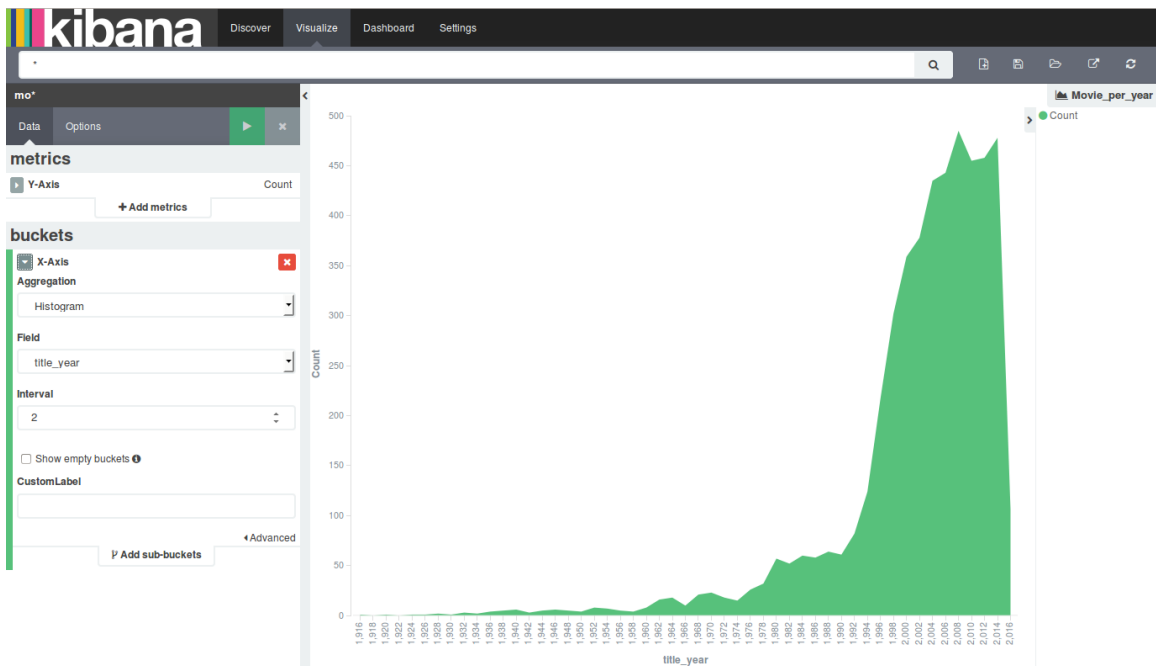 kibana Discover Visualize Dashboard Settings
*
mo*
Data Options
metrics
Y-Axis Count
+ Add metrics
buckets
X-Axis
Aggregation
Histogram
Field
title_year
Interval
2
Show empty buckets
CustomLabel
Advanced
Add sub-buckets
Movie_per_year
Count
500
450
400
350
300
250
200
150
100
50
0
Count
1,916 1,918 1,920 1,922 1,924 1,926 1,928 1,930 1,932 1,934 1,936 1,938 1,940 1,942 1,944 1,946 1,948 1,950 1,952 1,954 1,956 1,958 1,960 1,962 1,964 1,966 1,968 1,970 1,972 1,974 1,976 1,978 1,980 1,982 1,984 1,986 1,988 1,990 1,992 1,994 1,996 1,998 2,000 2,002 2,004 2,006 2,008 2,010 2,012 2,014 2,016
title_year